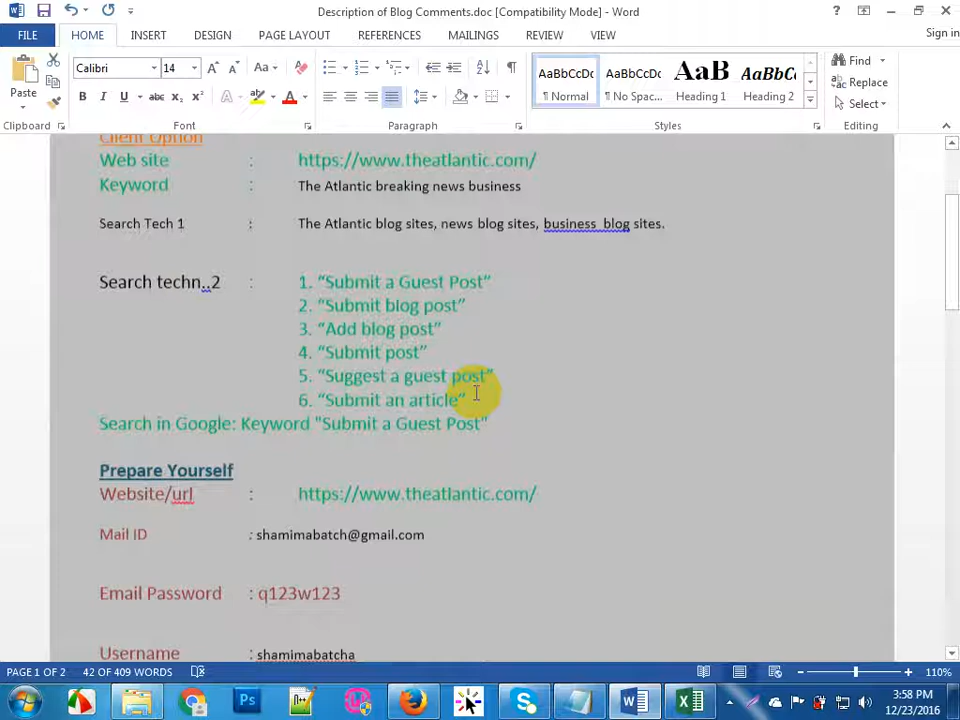 Description of Blog Comments.doc [Compatibility Mode] - Word
FILE HOME INSERT DESIGN PAGE LAYOUT REFERENCES MAILINGS REVIEW VIEW Sign in
Paste
Calibri 14
AaBbCcDc AaBbCcDc AaB AaBbCc
¶ Normal ¶ No Spac... Heading 1 Heading 2
Find
Replace
Select
Clipboard Font Paragraph Styles Editing
Client Option
Web site : https://www.theatlantic.com/
Keyword : The Atlantic breaking news business
Search Tech 1 : The Atlantic blog sites, news blog sites, business blog sites.
Search techn..2 : 1. “Submit a Guest Post”
2. “Submit blog post”
3. “Add blog post”
4. “Submit post”
5. “Suggest a guest post”
6. “Submit an article”
Search in Google: Keyword "Submit a Guest Post"
Prepare Yourself
Website/url : https://www.theatlantic.com/
Mail ID : shamimabatch@gmail.com
Email Password : q123w123
Username : shamimabatcha
PAGE 1 OF 2 42 OF 409 WORDS 110%
3:58 PM
12/23/2016